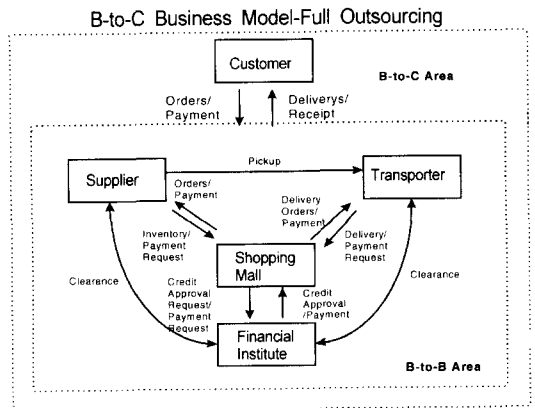 B-to-C Business Model-Full Outsourcing
Customer
B-to-C Area
Orders/
Payment
Deliverys/
Receipt
Pickup
Supplier
Transporter
Orders/
Payment
Delivery
Orders/
Payment
Inventory/
Payment
Request
Delivery/
Payment
Request
Shopping
Mall
Clearance
Clearance
Credit
Approval
Request/
Payment
Request
Credit
Approval
/Payment
Financial
Institute
B-to-B Area